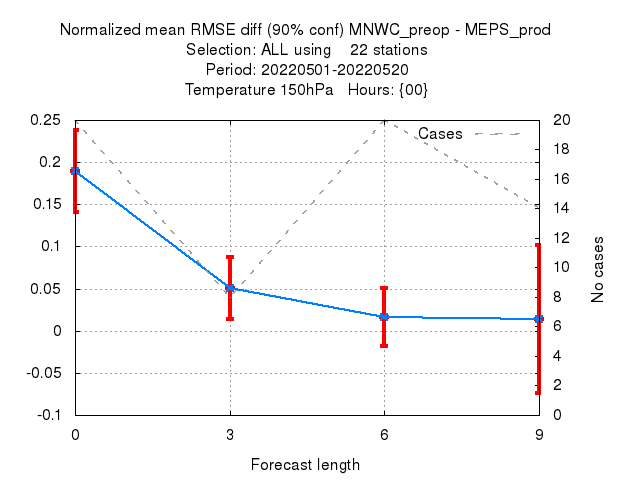 Normalized mean RMSE diff (90% conf) MNWC_preop - MEPS_prod
Selection: ALL using 22 stations
Period: 20220501-20220520
Temperature 150hPa Hours: {00}
Cases
0.25
0.2
0.15
0.1
0.05
0
-0.05
-0.1
20
18
16
14
12
10
8
6
4
2
0
No cases
0 3 6 9
Forecast length